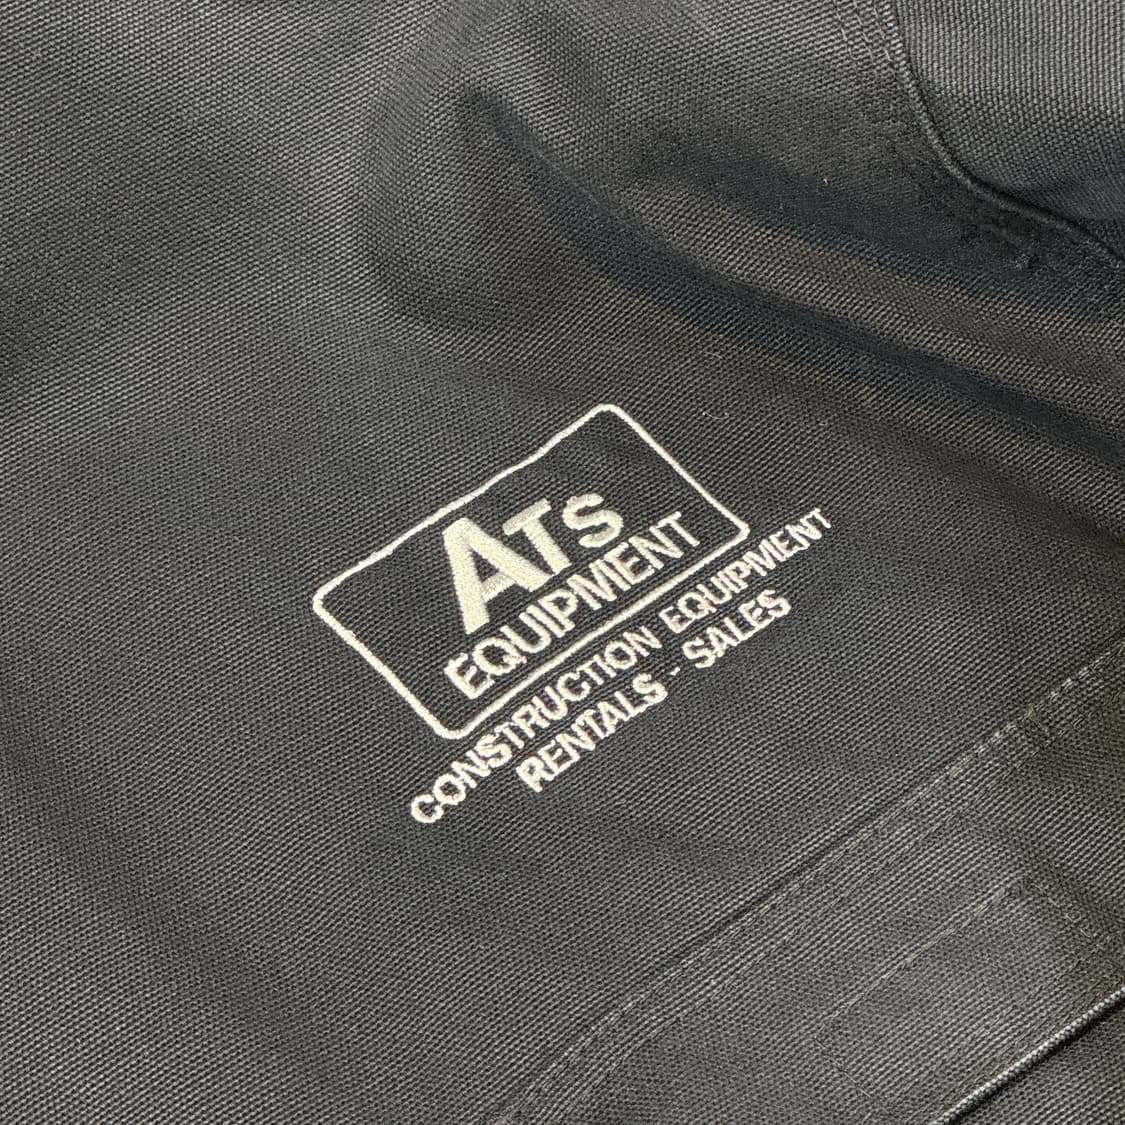 ATS
EQUIPMENT
CONSTRUCTION EQUIPMENT
RENTALS - SALES